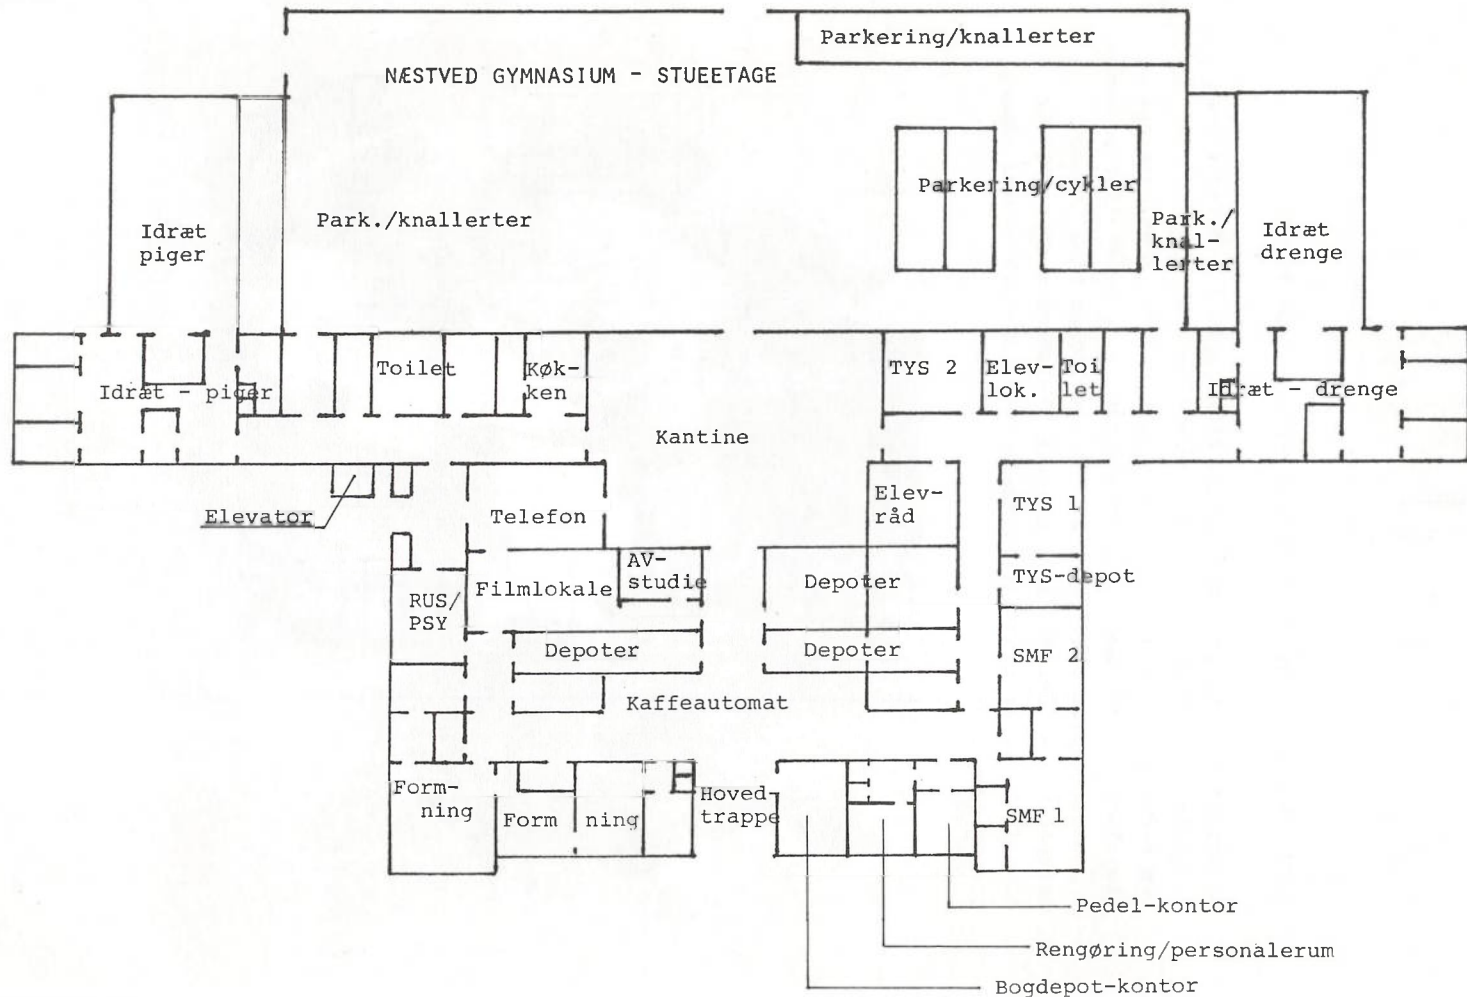 Parkering/knallerter
NÆSTVED GYMNASIUM - STUEETAGE
Parkering/cykler
Park./knallerter
Idræt
piger
Park./
knal-
lerter
Idræt
drenge
Toilet
Køk-
ken
TYS 2
Elev-
lok.
Toi
let
Idræt - piger
Idræt - drenge
Kantine
Elevator
Telefon
Elev-
råd
TYS 1
Filmlokale
AV-
studie
Depoter
TYS-depot
RUS/
PSY
Depoter
Depoter
SMF 2
Kaffeautomat
Form-
ning
Form
ning
Hoved-
trappe
SMF 1
Pedel-kontor
Rengøring/personalerum
Bogdepot-kontor